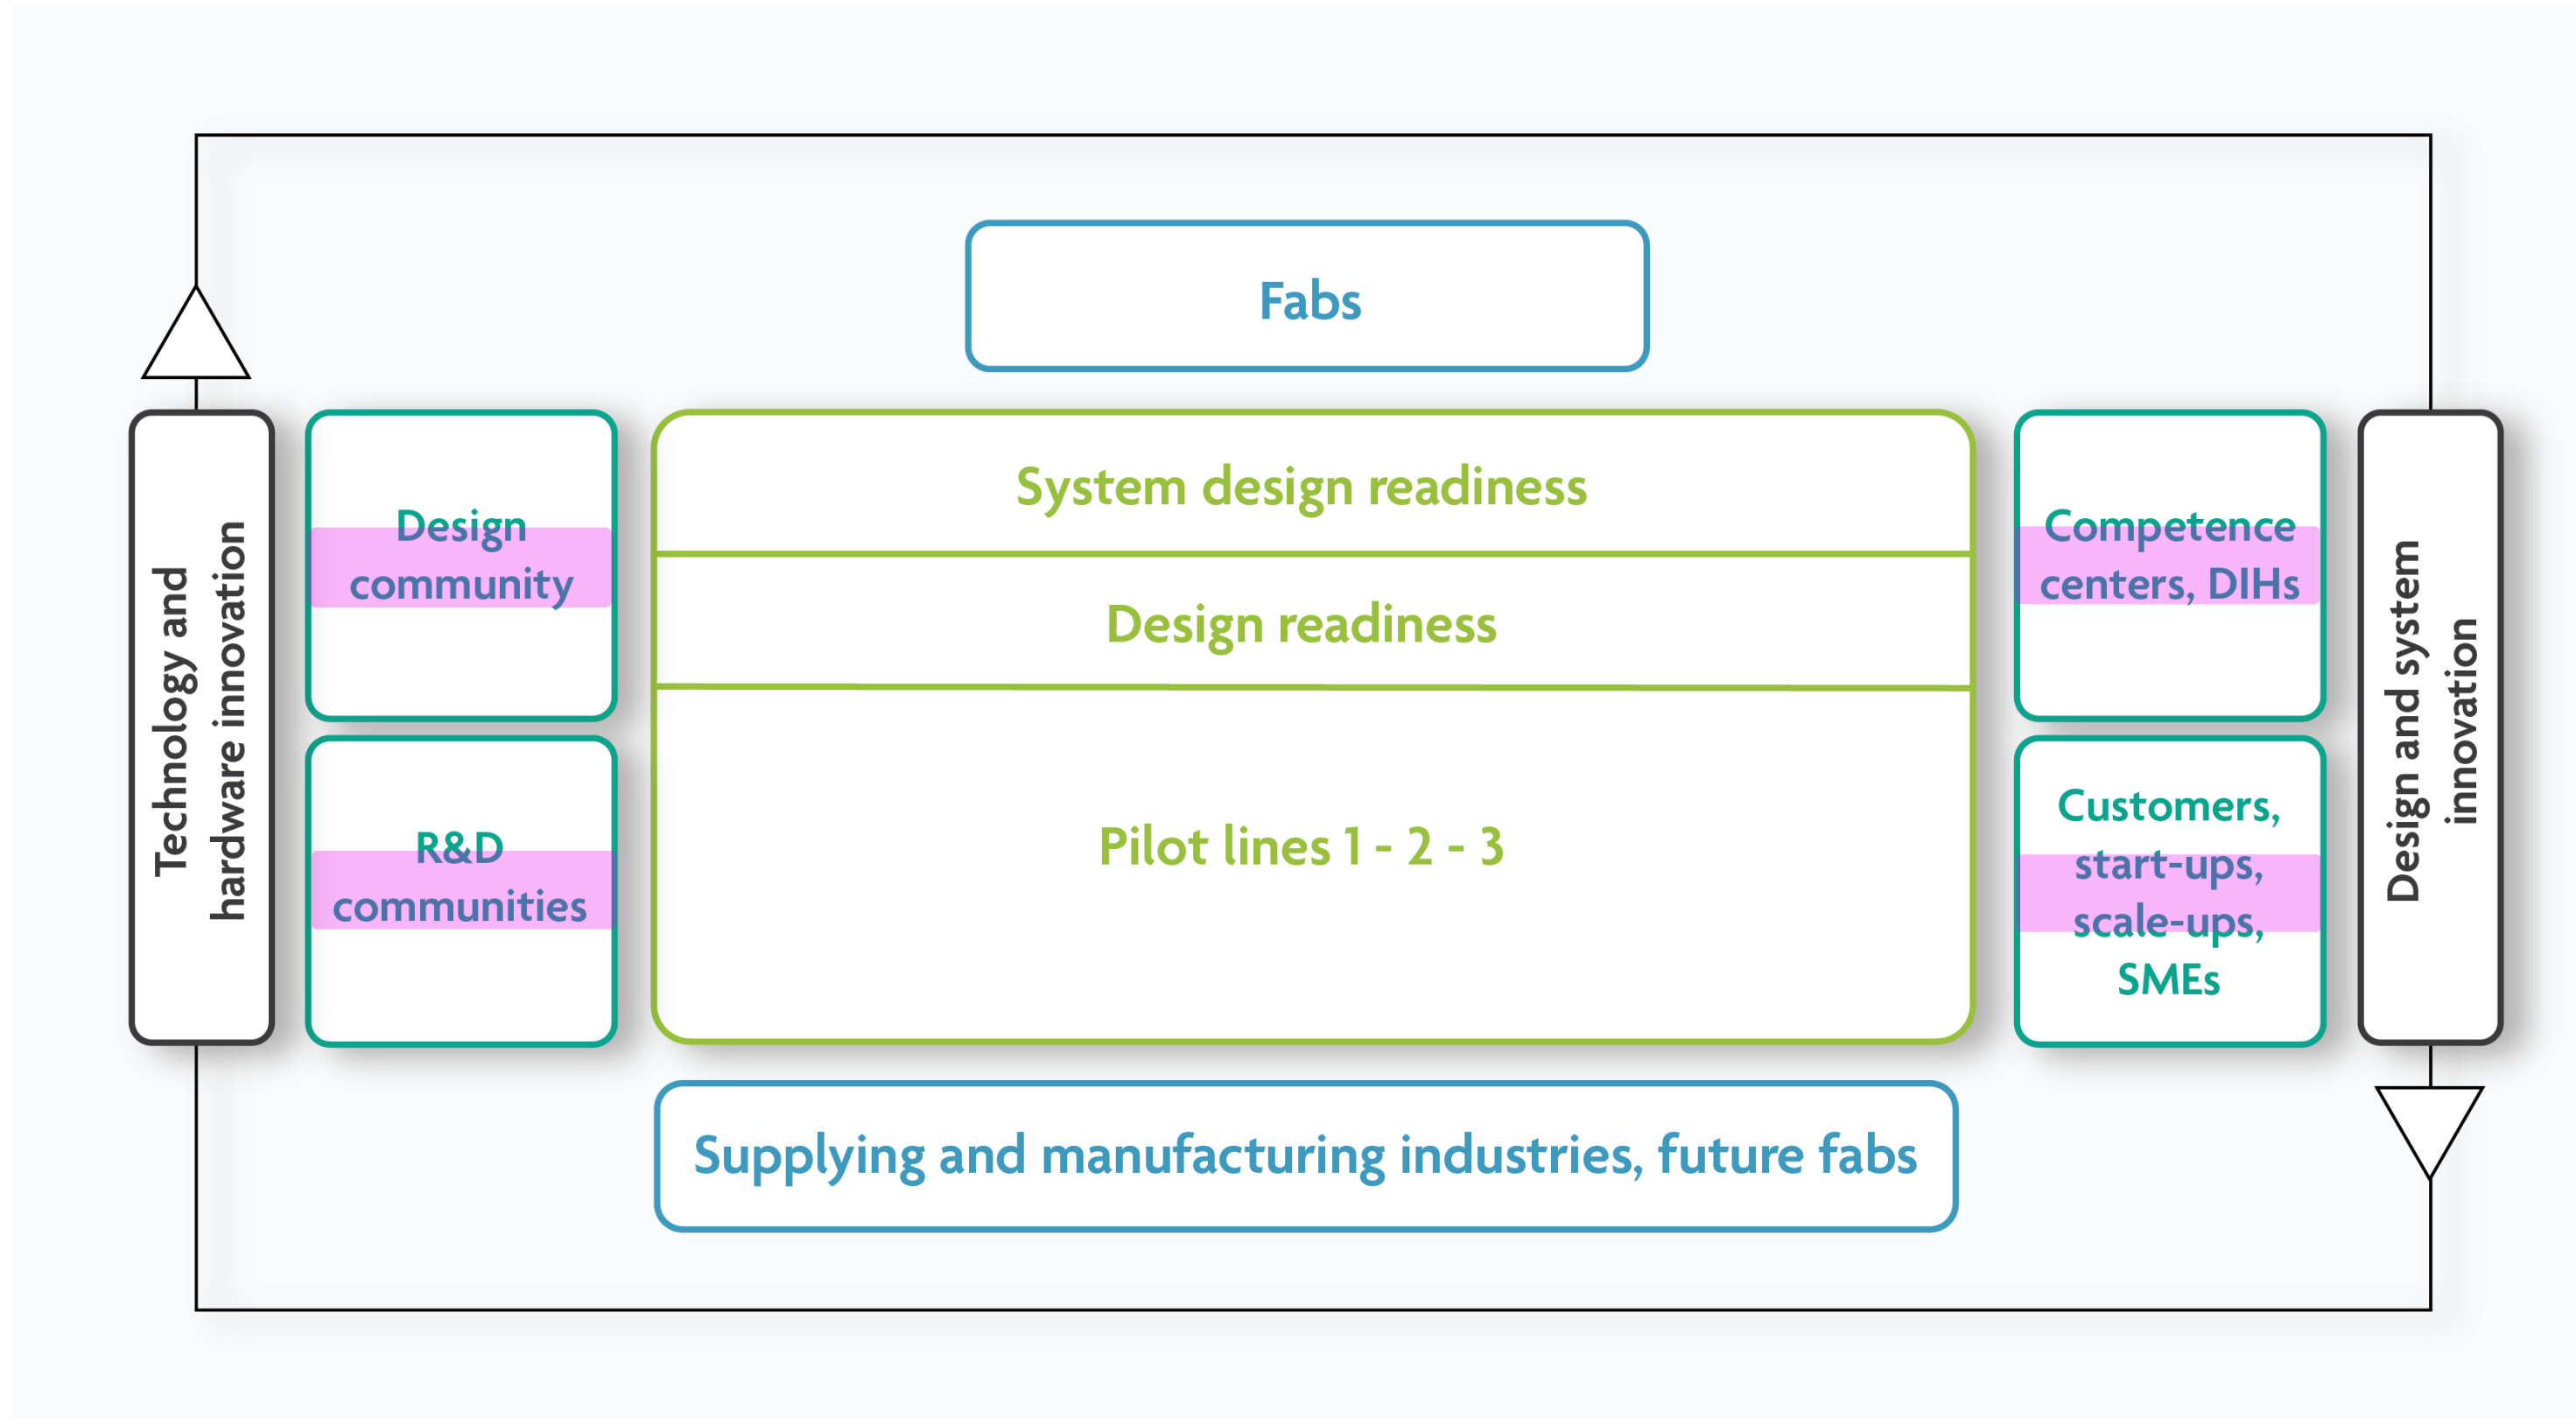 Fabs
Technology and
hardware innovation
Design
community
R&D
communities
System design readiness
Design readiness
Pilot lines 1 - 2 - 3
Competence
centers, DIHs
Customers,
start-ups,
scale-ups,
SMEs
Design and system
innovation
Supplying and manufacturing industries, future fabs